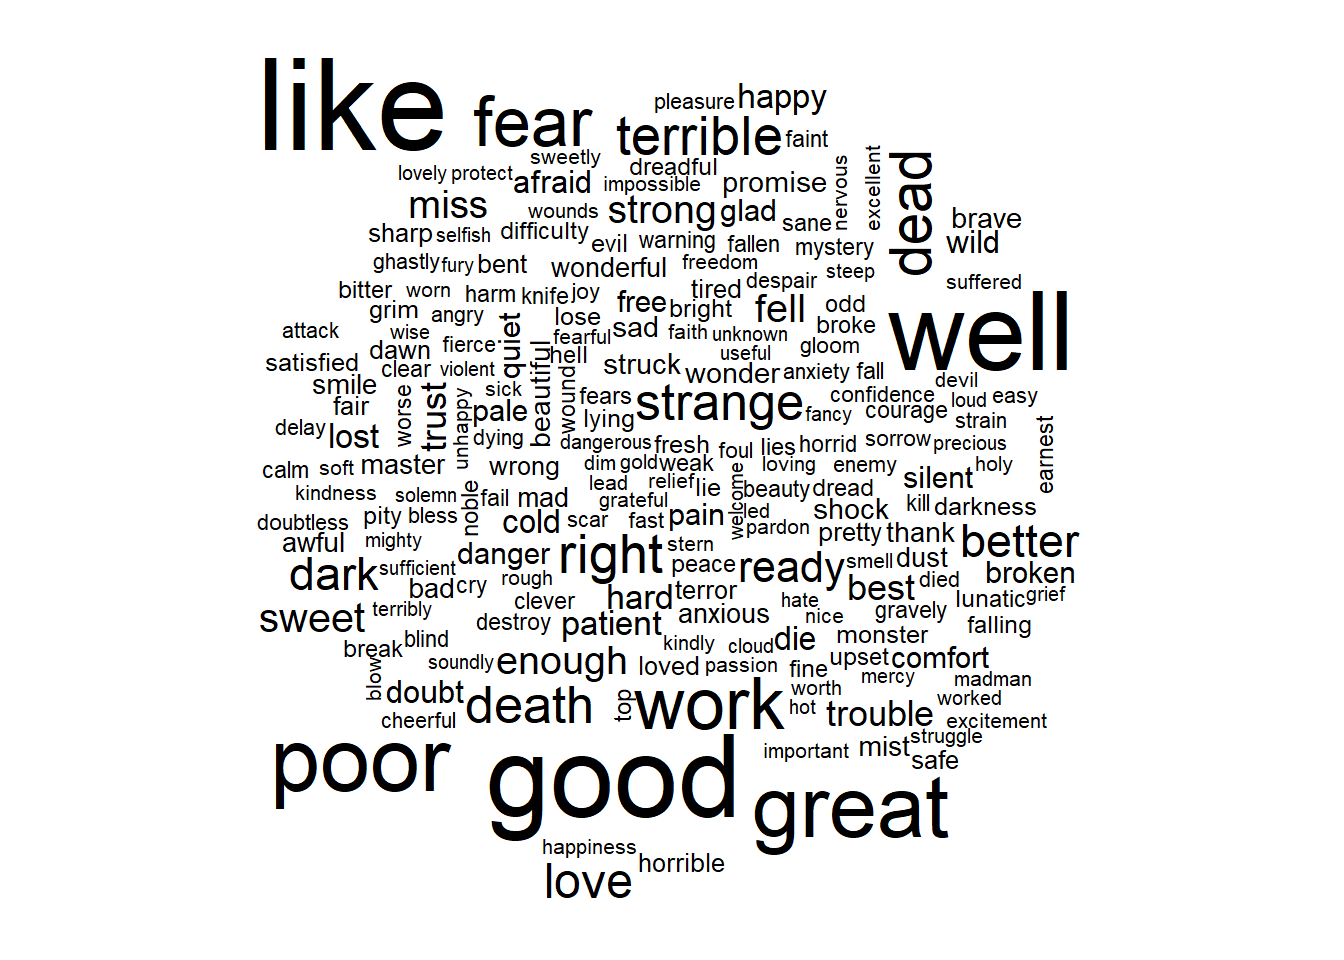 like
fear
pleasure happy
terrible faint
sweetly
dreadful
nervous
excellent
dead
lovely protect
afraid impossible promise
miss wounds strong glad sane brave
sharp selfish difficulty evil warning fallen mystery wild
ghastly fury bent wonderful freedom despair steep suffered
bitter worn harm knife joy free tired fell odd well
grim angry lose bright
attack wise fierce quiet fearful sad faith unknown broke
satisfied dawn beautiful hell useful gloom
clear violent struck wonder anxiety fall devil
smile worse trust sick wound fears strange confidence loud easy
fair unhappy pale lying fancy courage strain
delay lost dying dangerous fresh foul lies horrid sorrow precious earnest
calm soft master wrong dim gold weak loving enemy silent holy
kindness solemn noble fail mad lead relief lie welcome beauty dread kill darkness
doubtless pity bless grateful led shock
awful mighty cold scar fast pain pardon pretty thank better
danger right stern
dark sufficient peace ready smell dust broken
bad cry rough terror best died
sweet terribly clever hard hate lunatic grief
destroy patient anxious nice gravely falling
break blind kindly cloud die monster
blow soundly enough loved passion fine upset comfort
doubt death top work worth mercy madman
cheerful hot trouble worked excitement
poor good important mist struggle
safe
great
happiness
love horrible